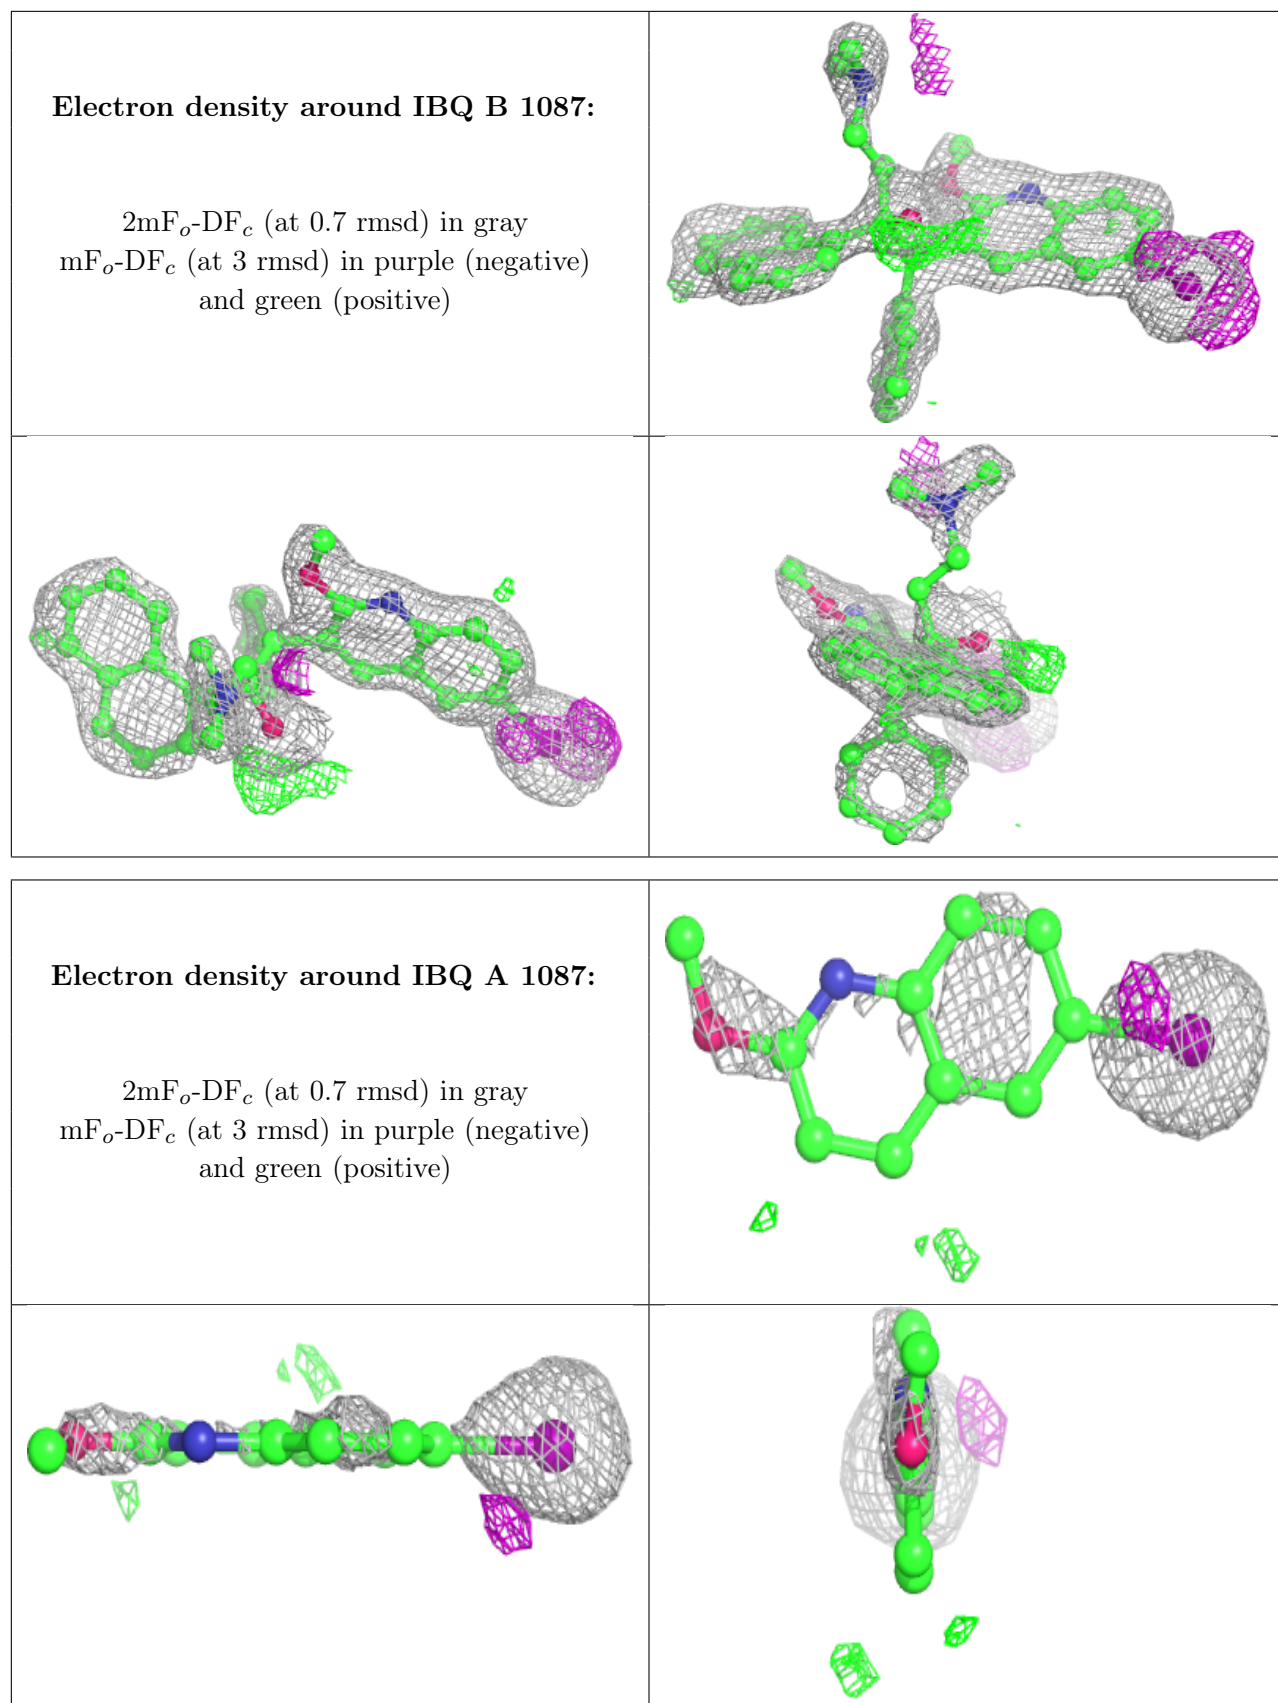 Electron density around IBQ B 1087:
2mFo-DFc (at 0.7 rmsd) in gray
mFo-DFc (at 3 rmsd) in purple (negative)
and green (positive)
Electron density around IBQ A 1087:
2mFo-DFc (at 0.7 rmsd) in gray
mFo-DFc (at 3 rmsd) in purple (negative)
and green (positive)